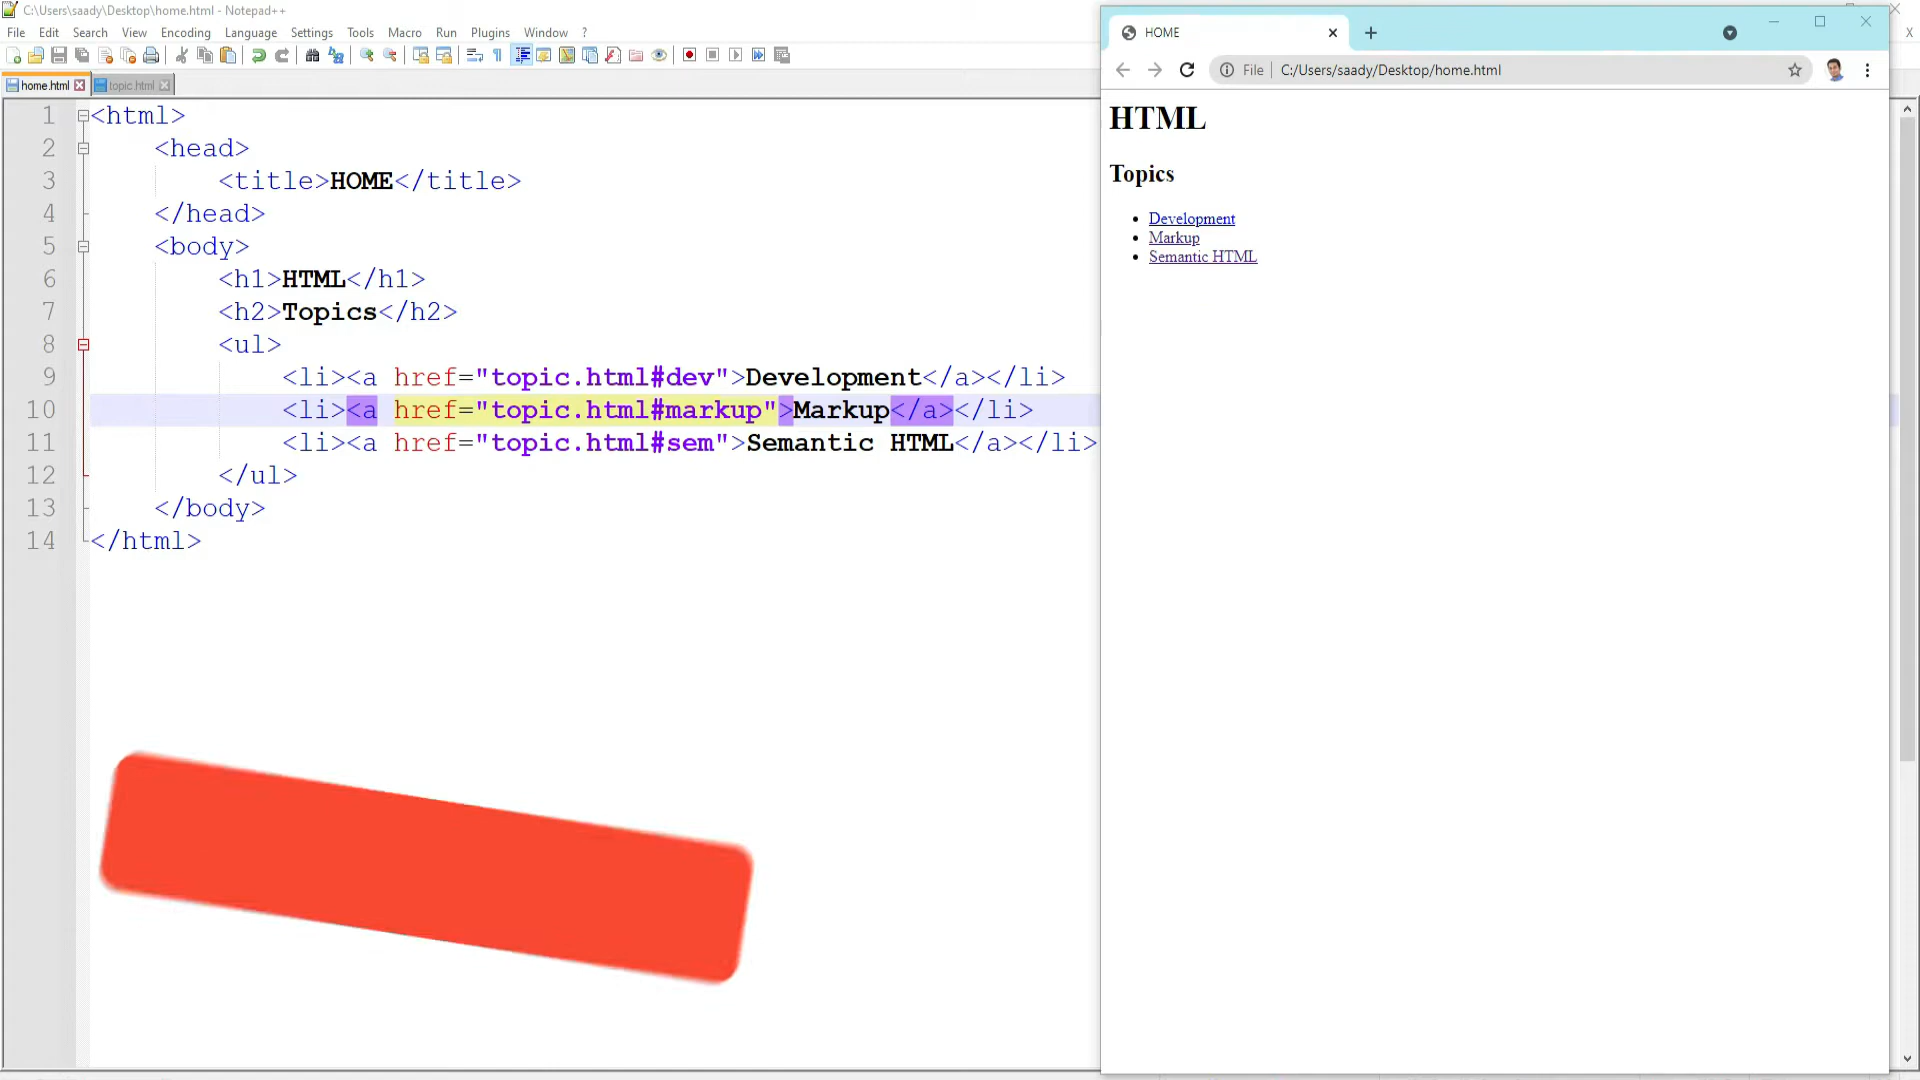 C:\Users\saady\Desktop\home.html - Notepad++
File Edit Search View Encoding Language Settings Tools Macro Run Plugins Window ? X
home.html topic.html
1 <html>
2 <head>
3 <title>HOME</title>
4 </head>
5 <body>
6 <h1>HTML</h1>
7 <h2>Topics</h2>
8 <ul>
9 <li><a href="topic.html#dev">Development</a></li>
10 <li><a href="topic.html#markup">Markup</a></li>
11 <li><a href="topic.html#sem">Semantic HTML</a></li>
12 </ul>
13 </body>
14 </html>
HOME
File C:/Users/saady/Desktop/home.html
HTML
Topics
• Development
• Markup
• Semantic HTML